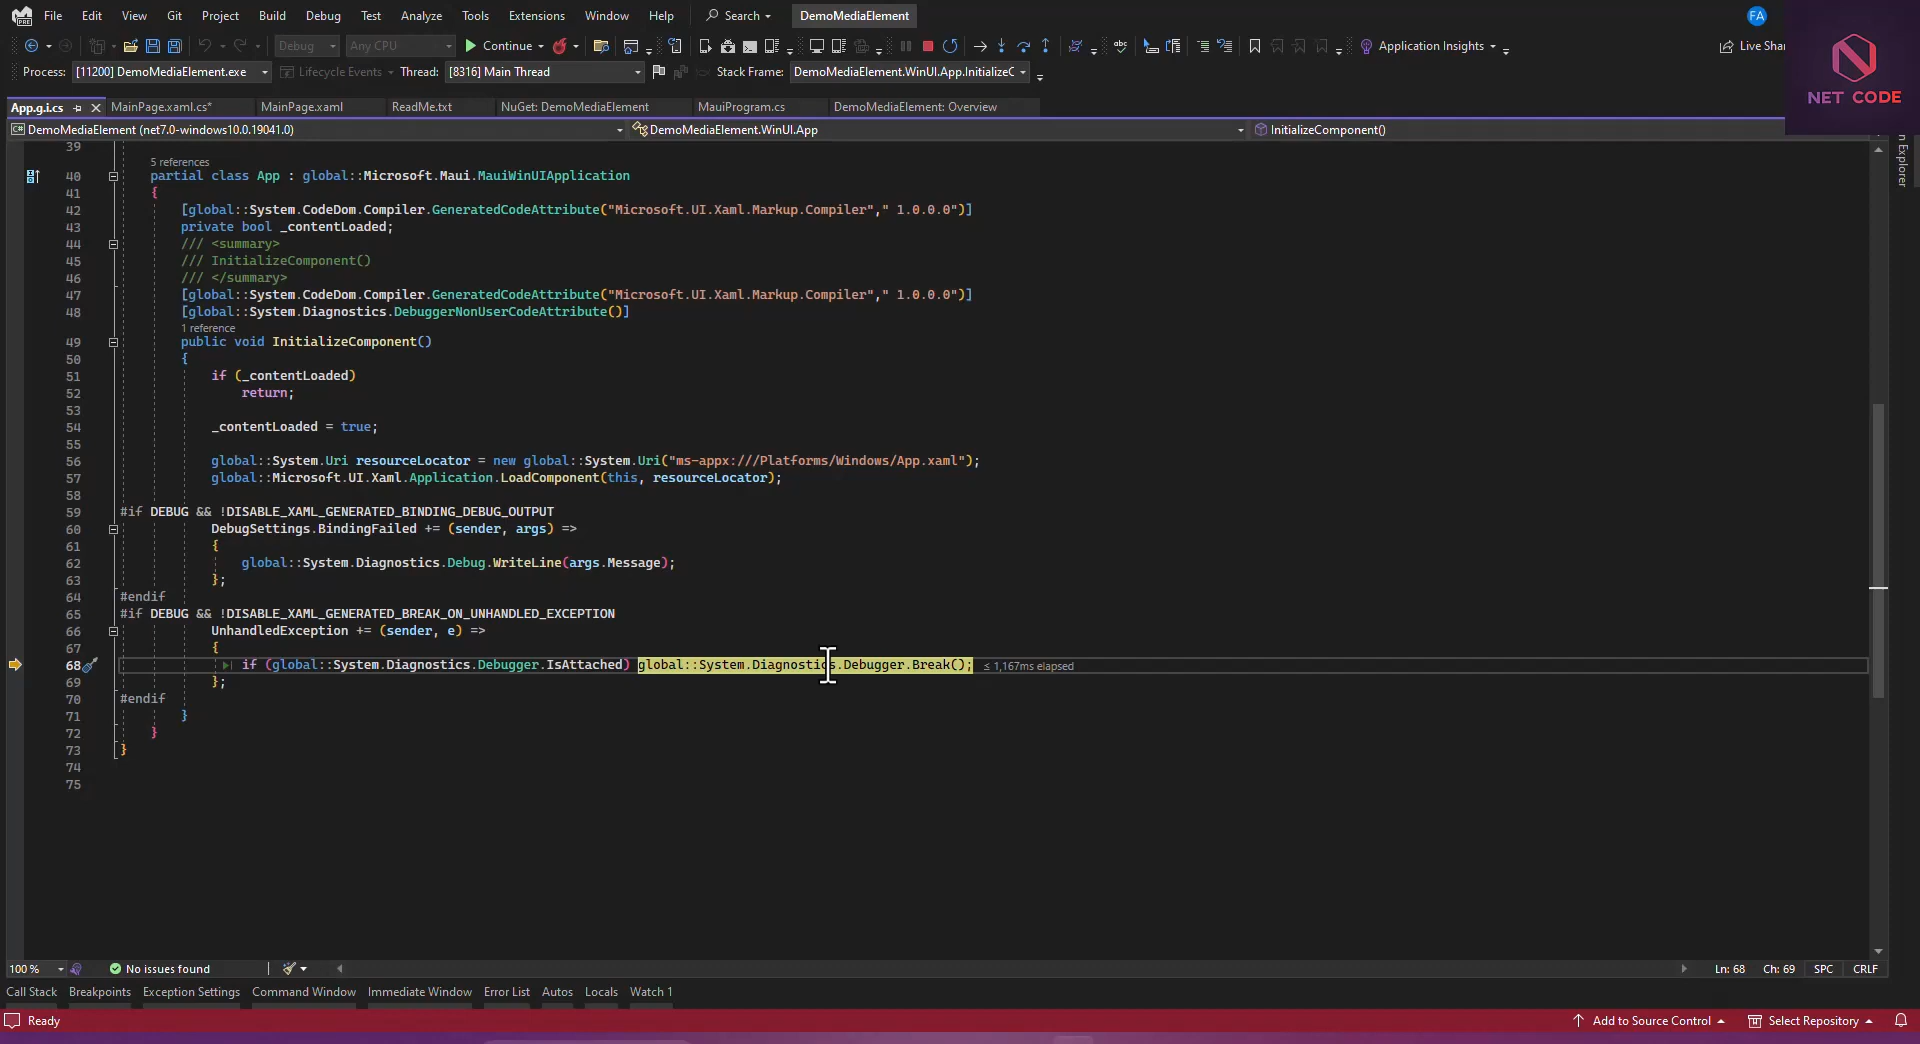 File Edit View Git Project Build Debug Test Analyze Tools Extensions Window Help Search DemoMediaElement FA
Debug Any CPU Continue Application Insights Live Shar
Process: [11200] DemoMediaElement.exe Lifecycle Events Thread: [8316] Main Thread Stack Frame: DemoMediaElement.WinUI.App.InitializeC
NET CODE
App.g.i.cs MainPage.xaml.cs* MainPage.xaml ReadMe.txt NuGet: DemoMediaElement MauiProgram.cs DemoMediaElement: Overview
DemoMediaElement (net7.0-windows10.0.19041.0) DemoMediaElement.WinUI.App InitializeComponent()
n Explorer
39
5 references
40 partial class App : global::Microsoft.Maui.MauiWinUIApplication
41 {
42 [global::System.CodeDom.Compiler.GeneratedCodeAttribute("Microsoft.UI.Xaml.Markup.Compiler"," 1.0.0.0")]
43 private bool _contentLoaded;
44 /// <summary>
45 /// InitializeComponent()
46 /// </summary>
47 [global::System.CodeDom.Compiler.GeneratedCodeAttribute("Microsoft.UI.Xaml.Markup.Compiler"," 1.0.0.0")]
48 [global::System.Diagnostics.DebuggerNonUserCodeAttribute()]
1 reference
49 public void InitializeComponent()
50 {
51 if (_contentLoaded)
52 return;
53
54 _contentLoaded = true;
55
56 global::System.Uri resourceLocator = new global::System.Uri("ms-appx:///Platforms/Windows/App.xaml");
57 global::Microsoft.UI.Xaml.Application.LoadComponent(this, resourceLocator);
58
59 #if DEBUG && !DISABLE_XAML_GENERATED_BINDING_DEBUG_OUTPUT
60 DebugSettings.BindingFailed += (sender, args) =>
61 {
62 global::System.Diagnostics.Debug.WriteLine(args.Message);
63 };
64 #endif
65 #if DEBUG && !DISABLE_XAML_GENERATED_BREAK_ON_UNHANDLED_EXCEPTION
66 UnhandledException += (sender, e) =>
67 {
68 if (global::System.Diagnostics.Debugger.IsAttached) global::System.Diagnostics.Debugger.Break(); ≤ 1,167ms elapsed
69 };
70 #endif
71 }
72 }
73 }
74
75
100 % No issues found Ln: 68 Ch: 69 SPC CRLF
Call Stack Breakpoints Exception Settings Command Window Immediate Window Error List Autos Locals Watch 1
Ready Add to Source Control Select Repository